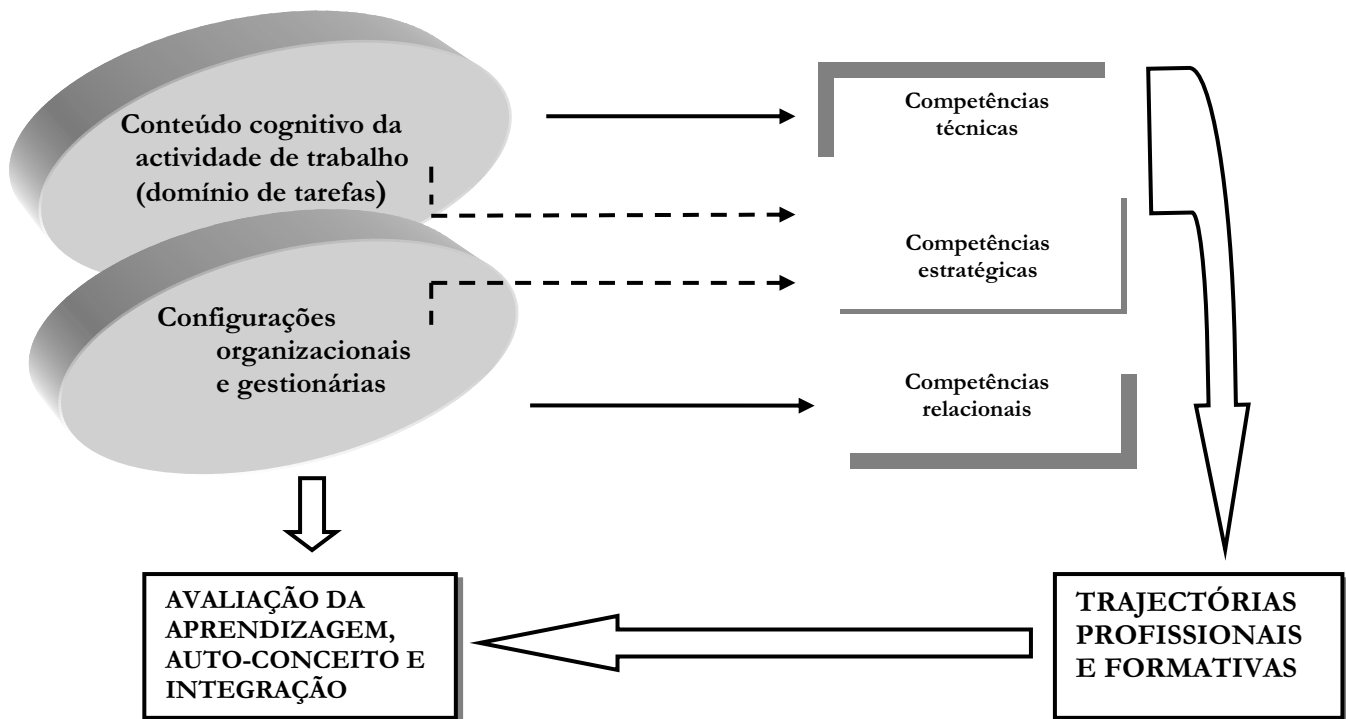 Conteúdo cognitivo da
actividade de trabalho
(domínio de tarefas)
Configurações
organizacionais
e gestionárias
Competências
técnicas
Competências
estratégicas
Competências
relacionais
AVALIAÇÃO DA
APRENDIZAGEM,
AUTO-CONCEITO E
INTEGRAÇÃO
TRAJECTÓRIAS
PROFISSIONAIS
E FORMATIVAS